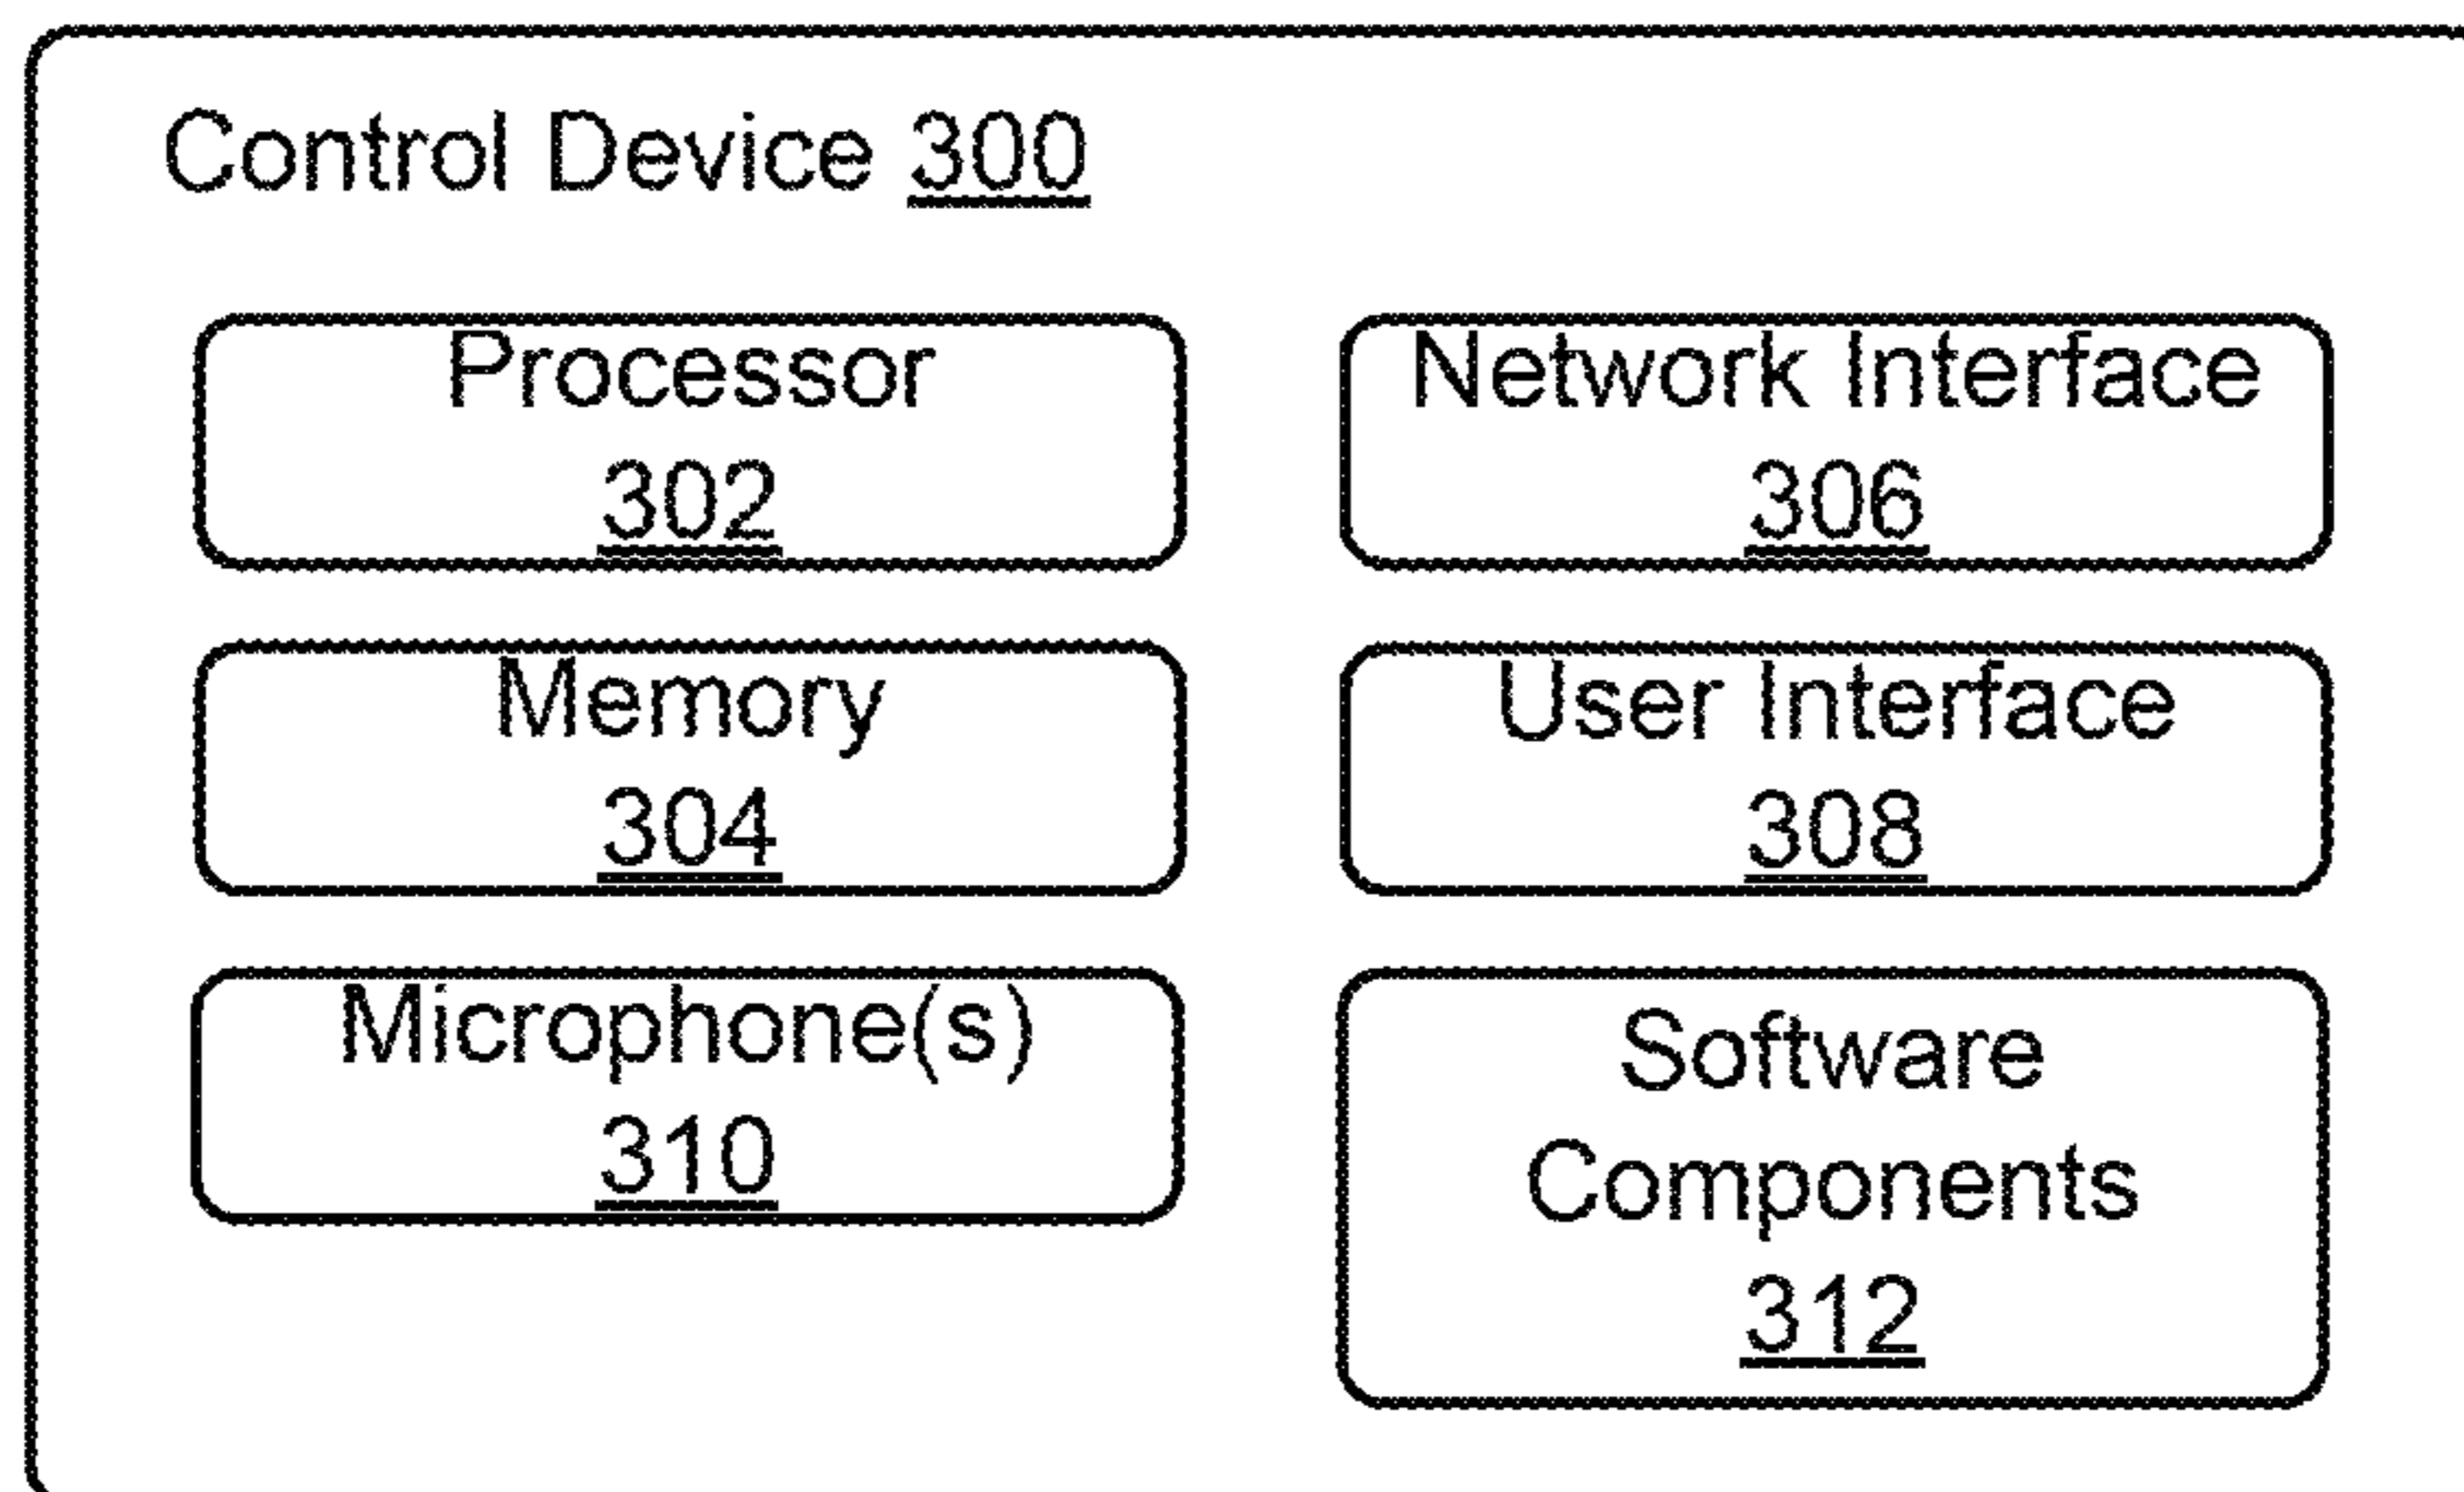 Control Device 300
Processor
302
Network Interface
306
Memory
304
User Interface
308
Microphone(s)
310
Software
Components
312